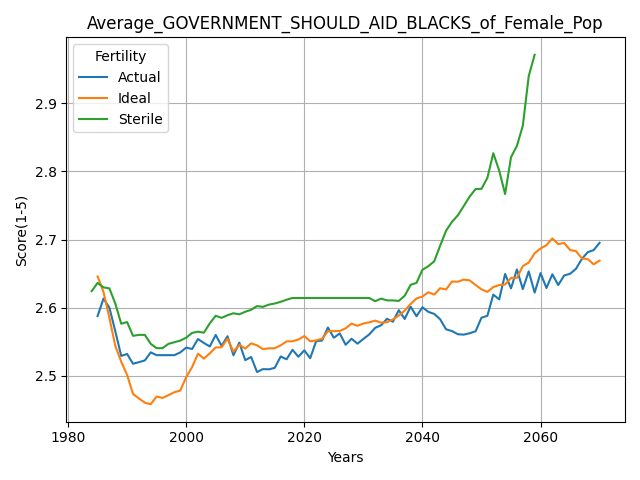 Average_GOVERNMENT_SHOULD_AID_BLACKS_of_Female_Pop
Fertility
Actual
Ideal
Sterile
Score(1-5)
2.9
2.8
2.7
2.6
2.5
1980 2000 2020 2040 2060
Years